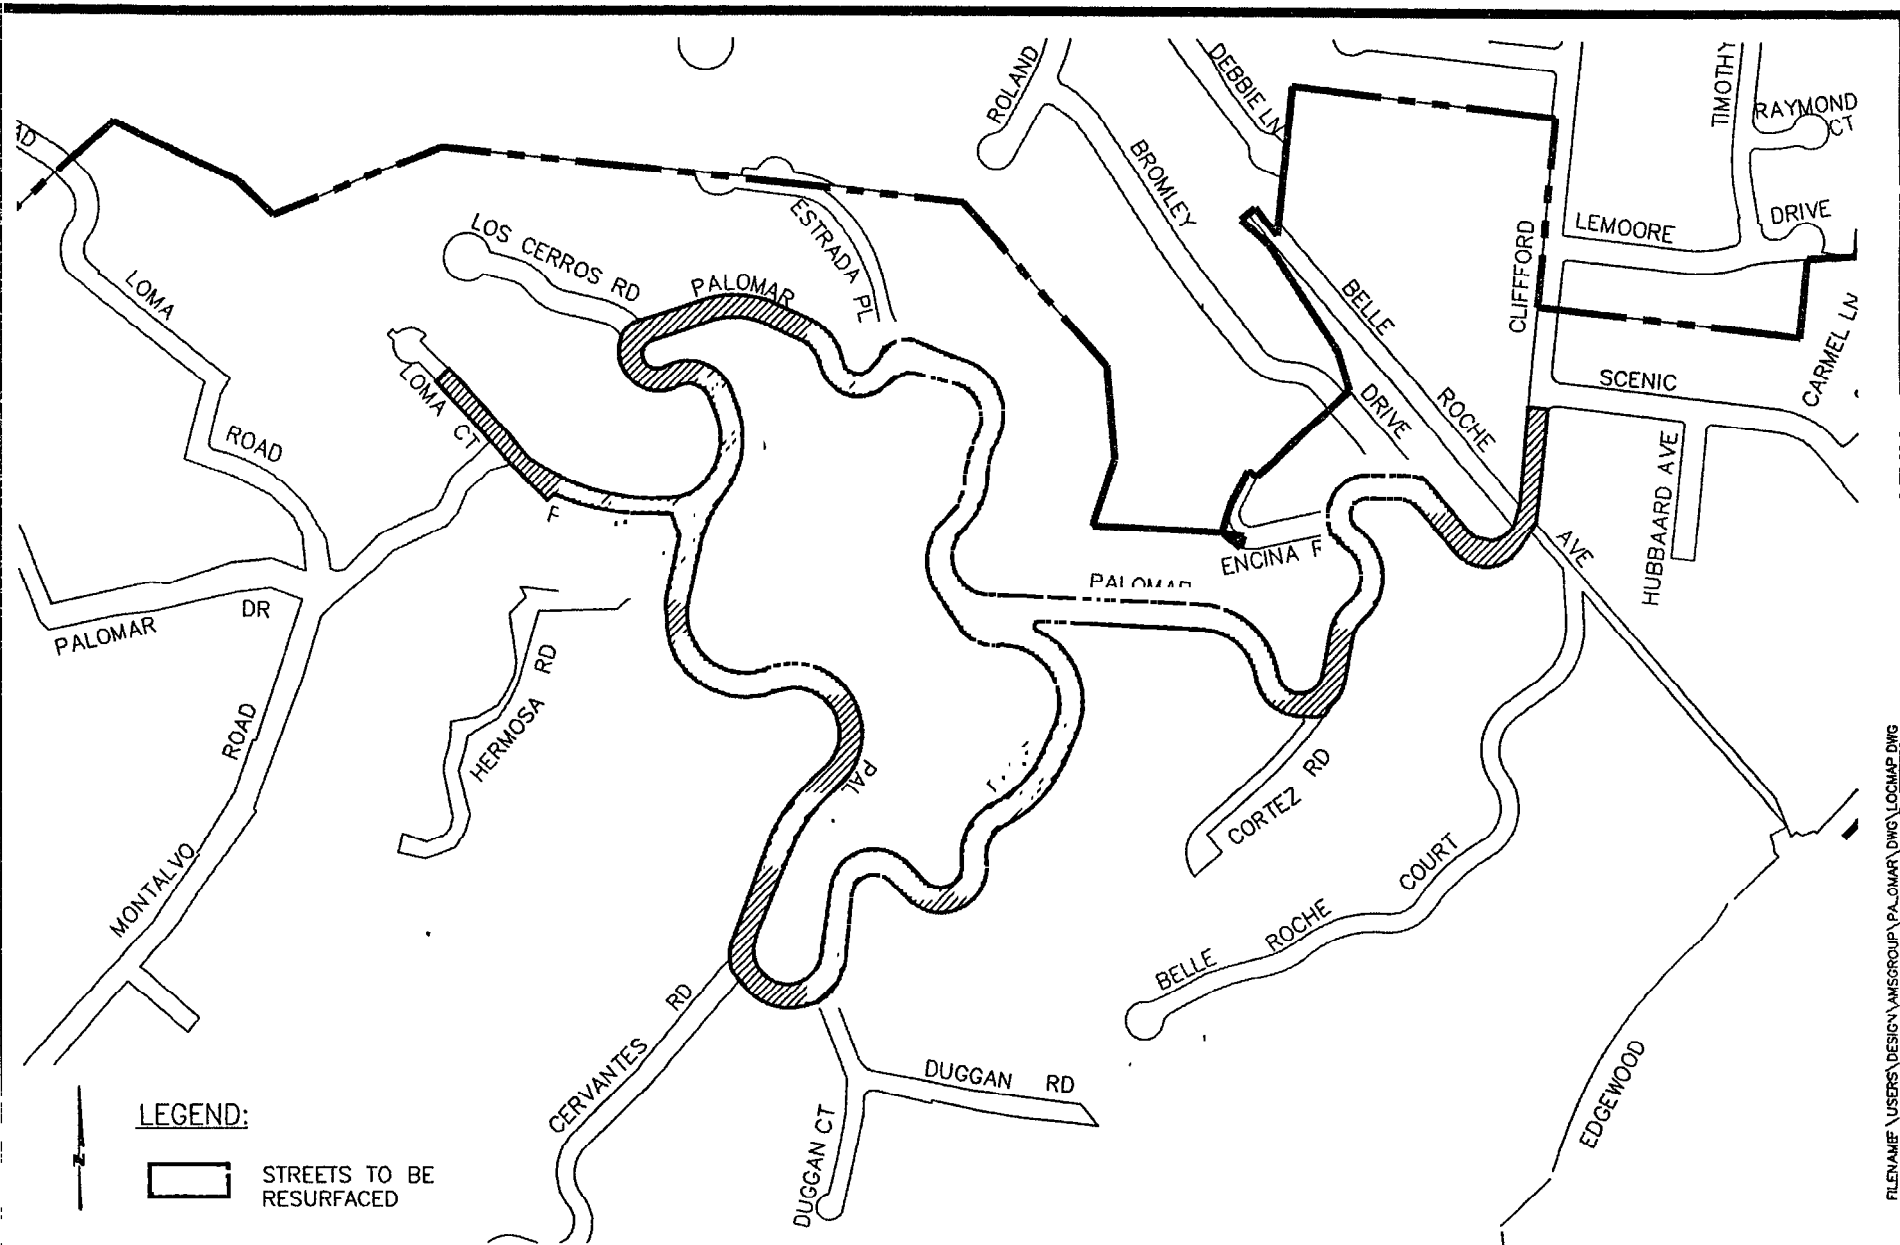 ROLAND
DEBBIE LN
TIMOTHY
RAYMOND
CT
BROMLEY
DRIVE
LOS CERROS RD
ESTRADA PL
PALOMAR
BELLE
ROCHE
AVE
CLIFFFORD
LEMOORE
DRIVE
CARMEL LN
SCENIC
HUBBARD AVE
LOMA
ROAD
LOMA CT
F
ENCINA F
PALOMAR
PALOMAR
DR
HERMOSA RD
MONTALVO
ROAD
PAL
CORTEZ RD
BELLE
ROCHE
COURT
CERVANTES
RD
DUGGAN RD
DUGGAN CT
EDGEWOOD
N
LEGEND:
STREETS TO BE
RESURFACED